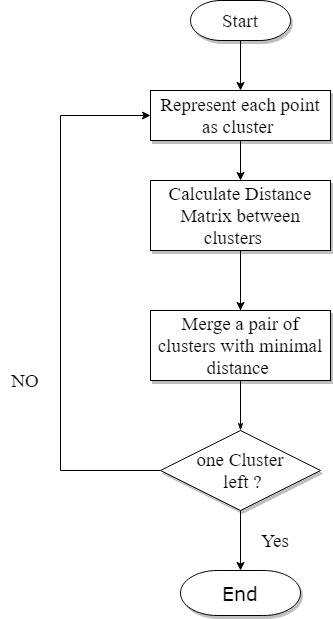 Start
Represent each point
as cluster
Calculate Distance
Matrix between
clusters
Merge a pair of
clusters with minimal
distance
NO
one Cluster
left ?
Yes
End